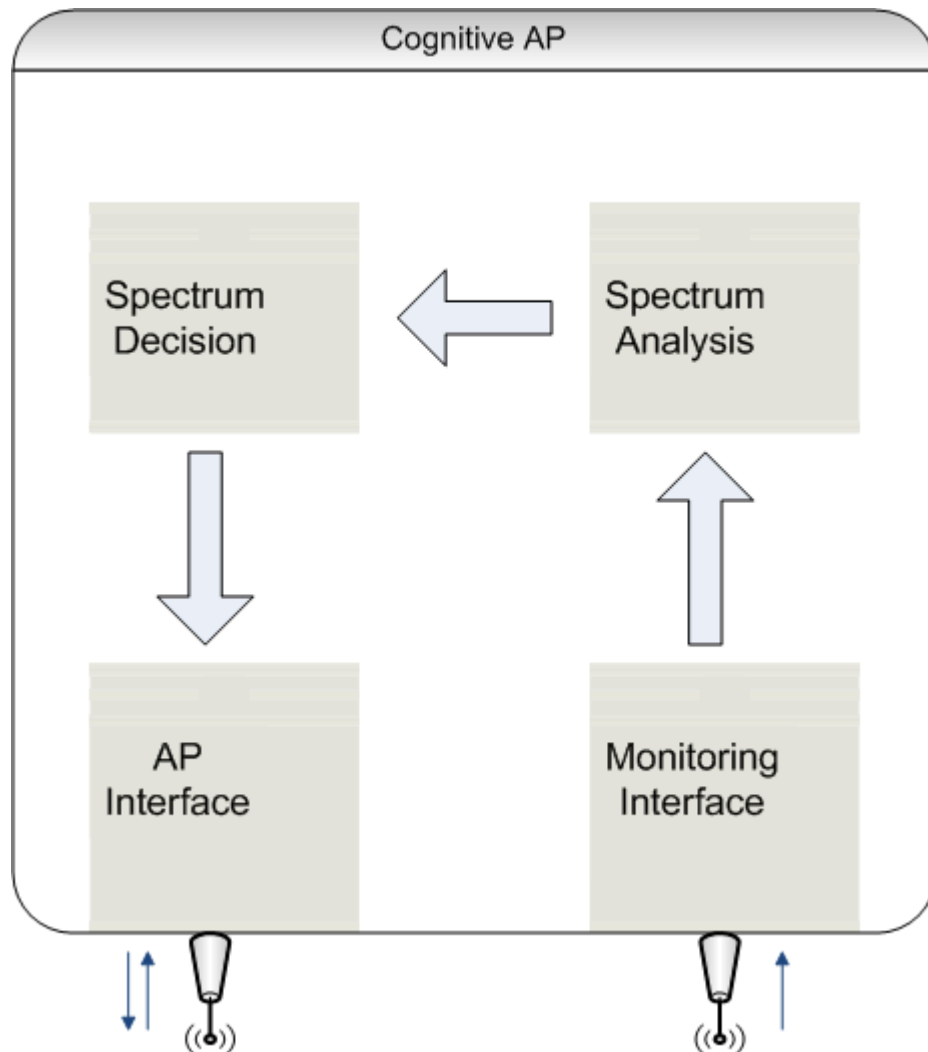 Cognitive AP
Spectrum
Decision
Spectrum
Analysis
AP
Interface
Monitoring
Interface